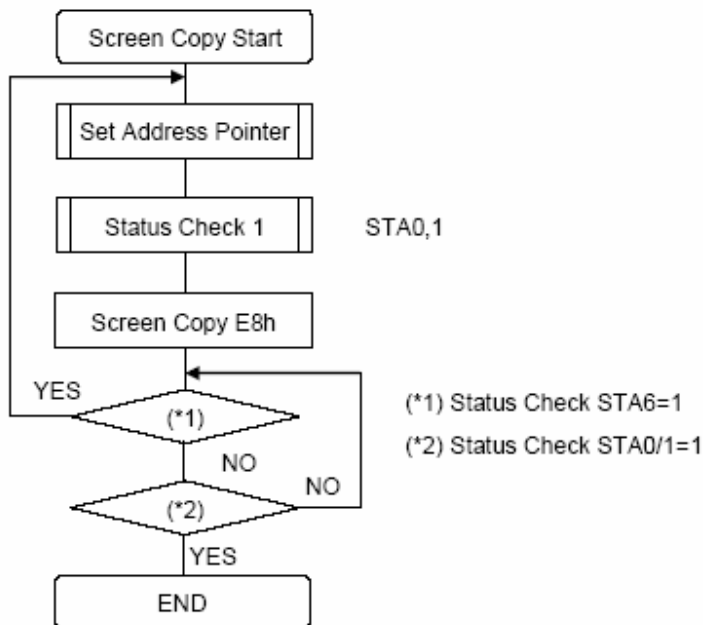 Screen Copy Start
Set Address Pointer
Status Check 1
STA0,1
Screen Copy E8h
YES
(*1)
NO
(*1) Status Check STA6=1
(*2) Status Check STA0/1=1
NO
(*2)
YES
END